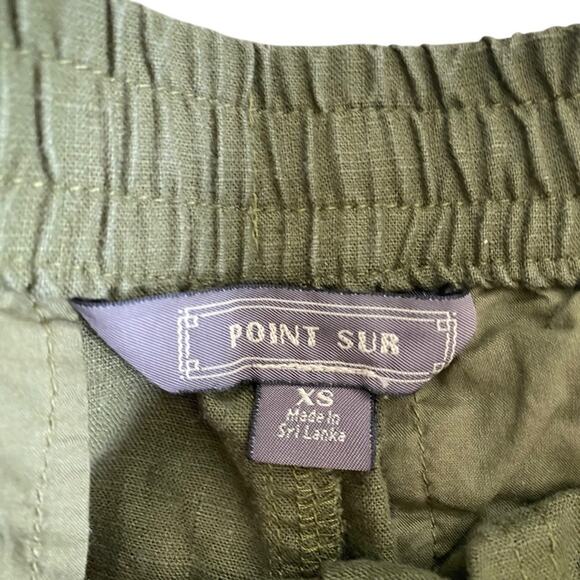 POINT SUR
XS
Made in
Sri Lanka